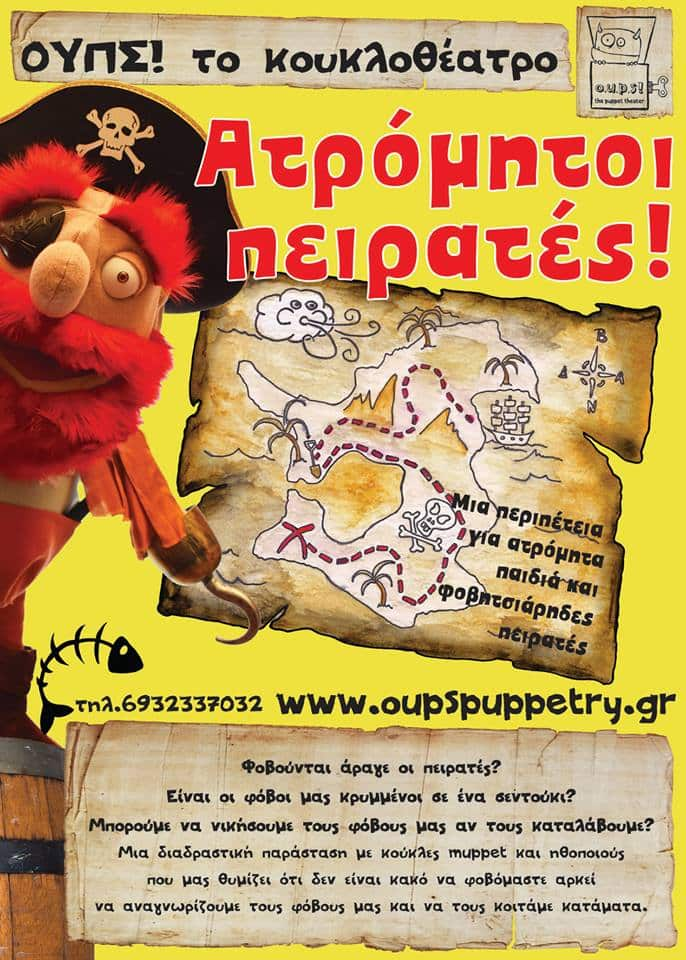 ΟΥΠΣ! το κουκλοθέατρο
o.u.p.s!
the puppet theater
Ατρόμητοι
πειρατές!
Β
Δ Α
Ν
Μια περιπέτεια
για ατρόμητα
παιδιά και
φοβητσιάρηδες
πειρατές
τηλ.6932337032 www.oupspuppetry.gr
Φοβούνται άραγε οι πειρατές?
Είναι οι φόβοι μας κρυμμένοι σε ένα σεντούκι?
Μπορούμε να νικήσουμε τους φόβους μας αν τους καταλάβουμε?
Μια διαδραστική παράσταση με κούκλες muppet και ηθοποιούς
που μας θυμίζει ότι δεν είναι κακό να φοβόμαστε αρκεί
να αναγνωρίζουμε τους φόβους μας και να τους κοιτάμε κατάματα.